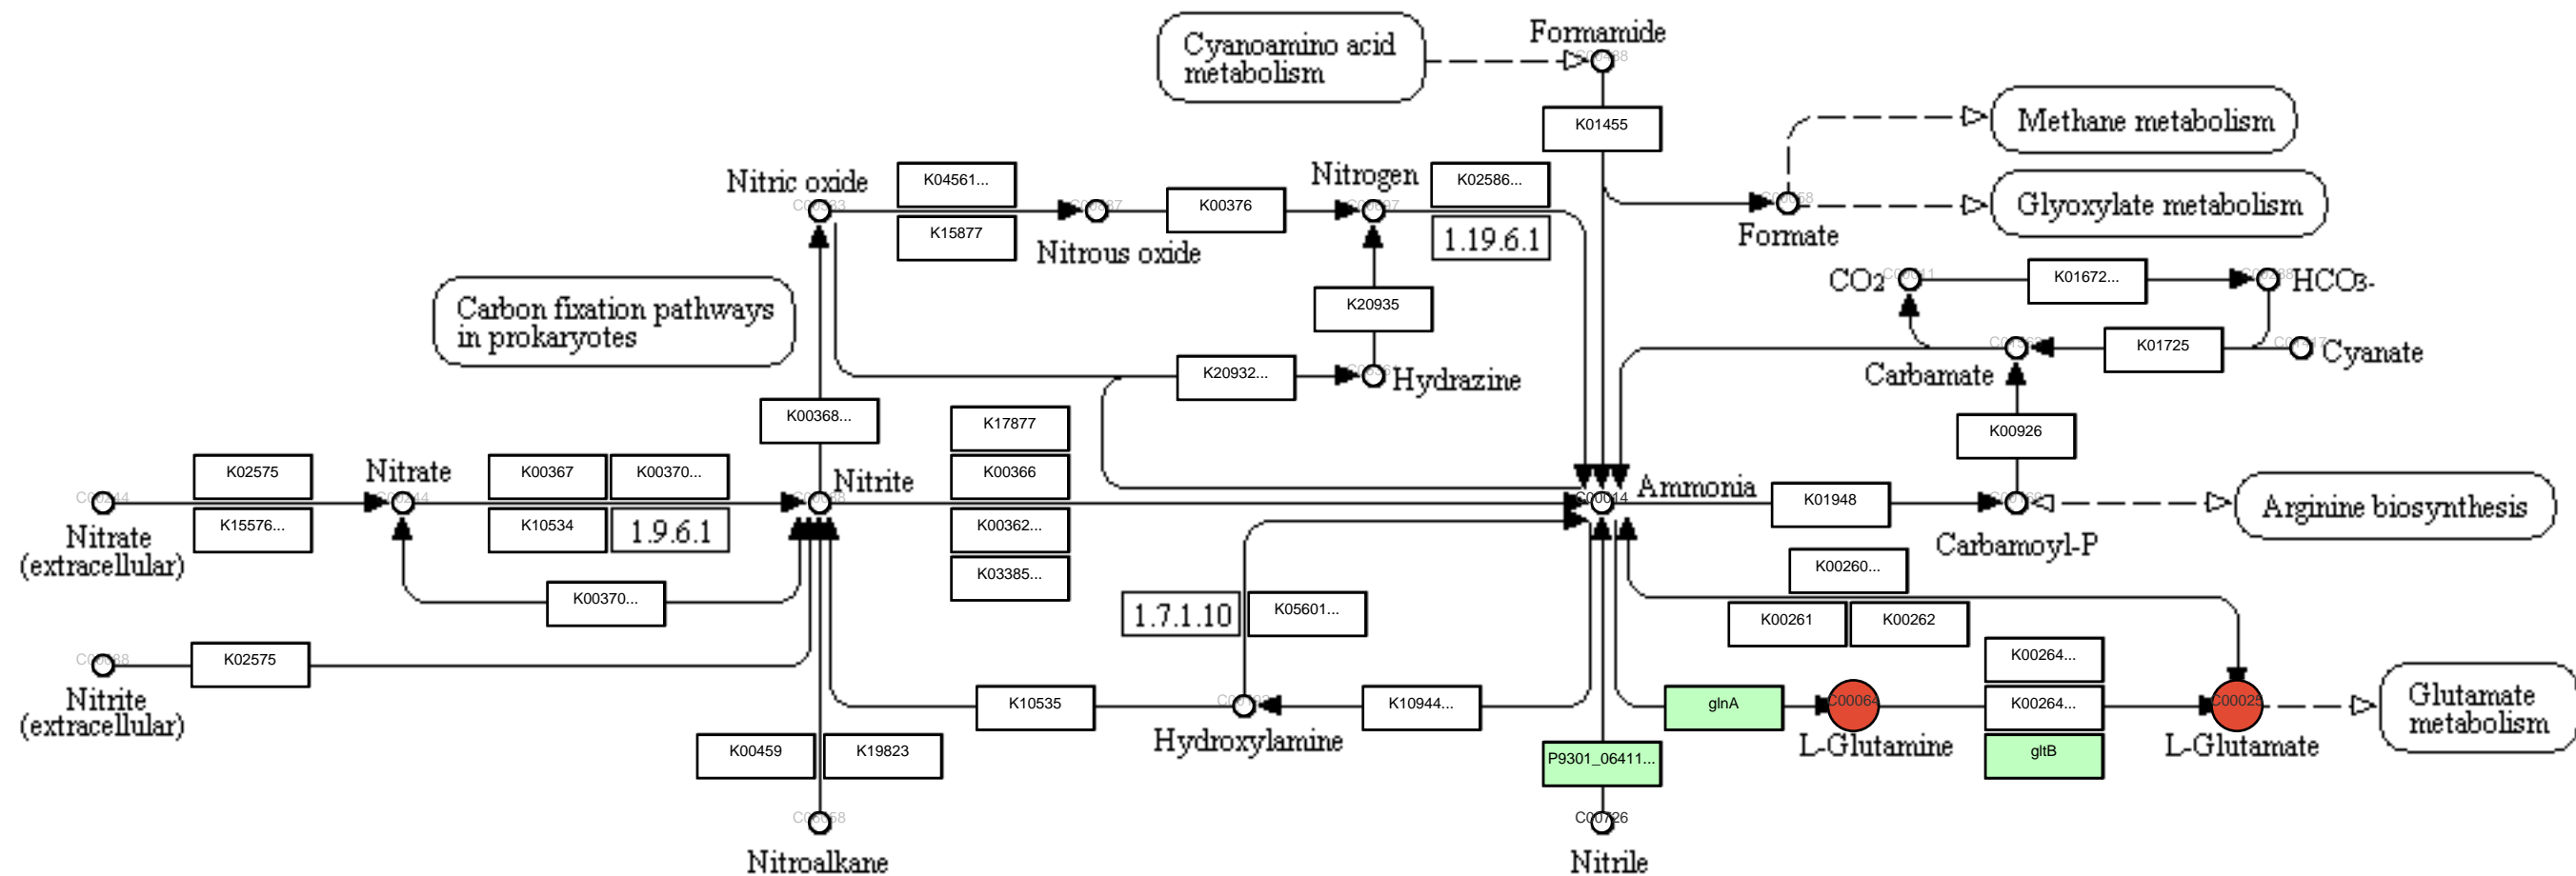 Formamide
Cyanoamino acid
metabolism
K01455
Methane metabolism
Nitric oxide
K04561...
Nitrogen
K02586...
Glyoxylate metabolism
K00376
K15877
Nitrous oxide
1.19.6.1
Formate
CO2
K01672...
HCO3-
Carbon fixation pathways
in prokaryotes
K20935
K01725
Cyanate
K20932...
Hydrazine
Carbamate
K00368...
K17877
K00926
K02575
Nitrate
K00367
K00370...
Nitrite
K00366
Ammonia
K01948
Arginine biosynthesis
C00014
K15576...
K10534
1.9.6.1
K00362...
Nitrate
(extracellular)
Carbamoyl-P
K03385...
K00260...
K00370...
1.7.1.10
K05601...
K00261
K00262
K02575
K00264...
Nitrite
(extracellular)
K10535
K10944...
glnA
C00064
K00264...
C00025
Glutamate
metabolism
Hydroxylamine
L-Glutamine
L-Glutamate
K00459
K19823
P9301_06411...
gltB
C00726
Nitroalkane
Nitrile